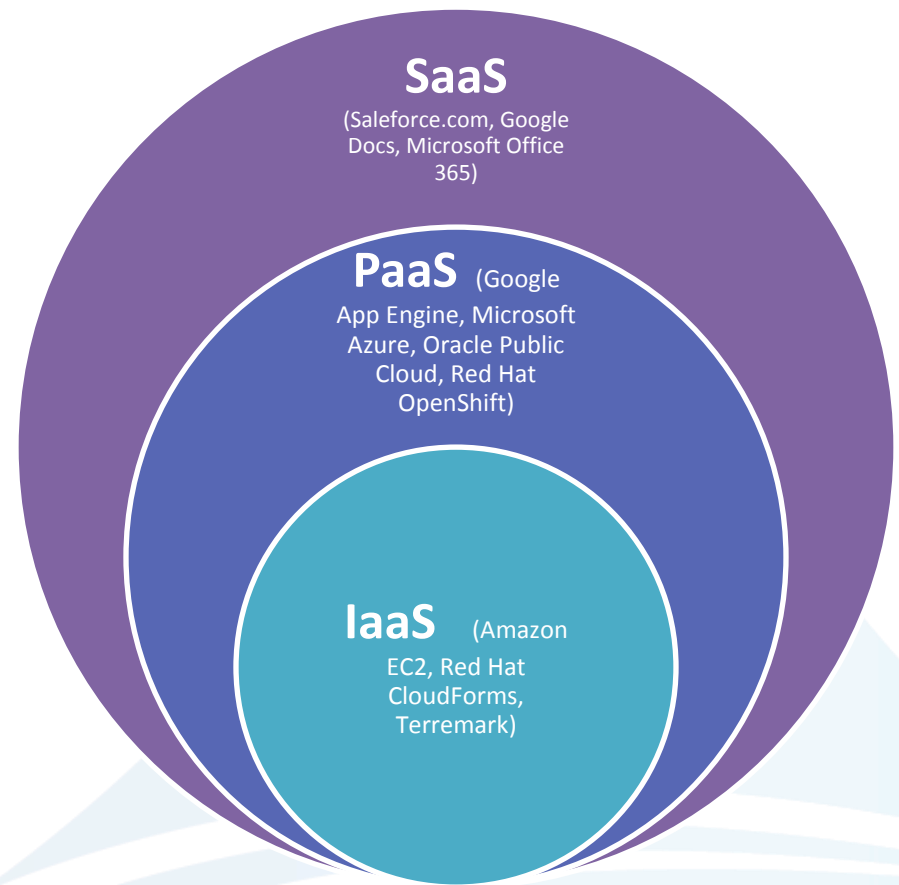 SaaS
(Saleforce.com, Google
Docs, Microsoft Office
365)
PaaS (Google
App Engine, Microsoft
Azure, Oracle Public
Cloud, Red Hat
OpenShift)
IaaS (Amazon
EC2, Red Hat
CloudForms,
Terremark)